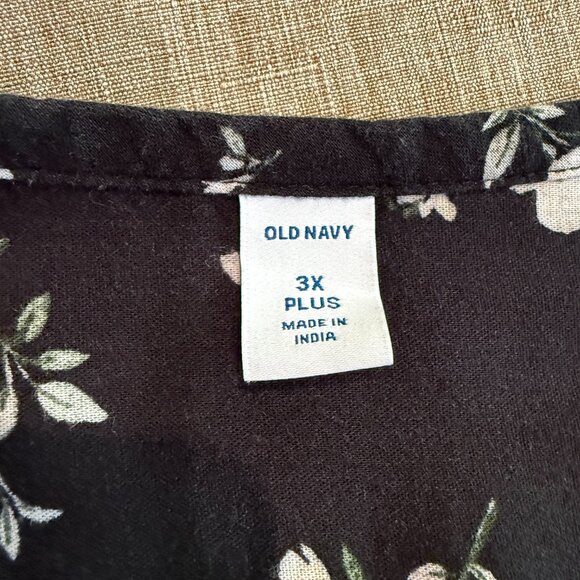 OLD NAVY
3X
PLUS
MADE IN
INDIA